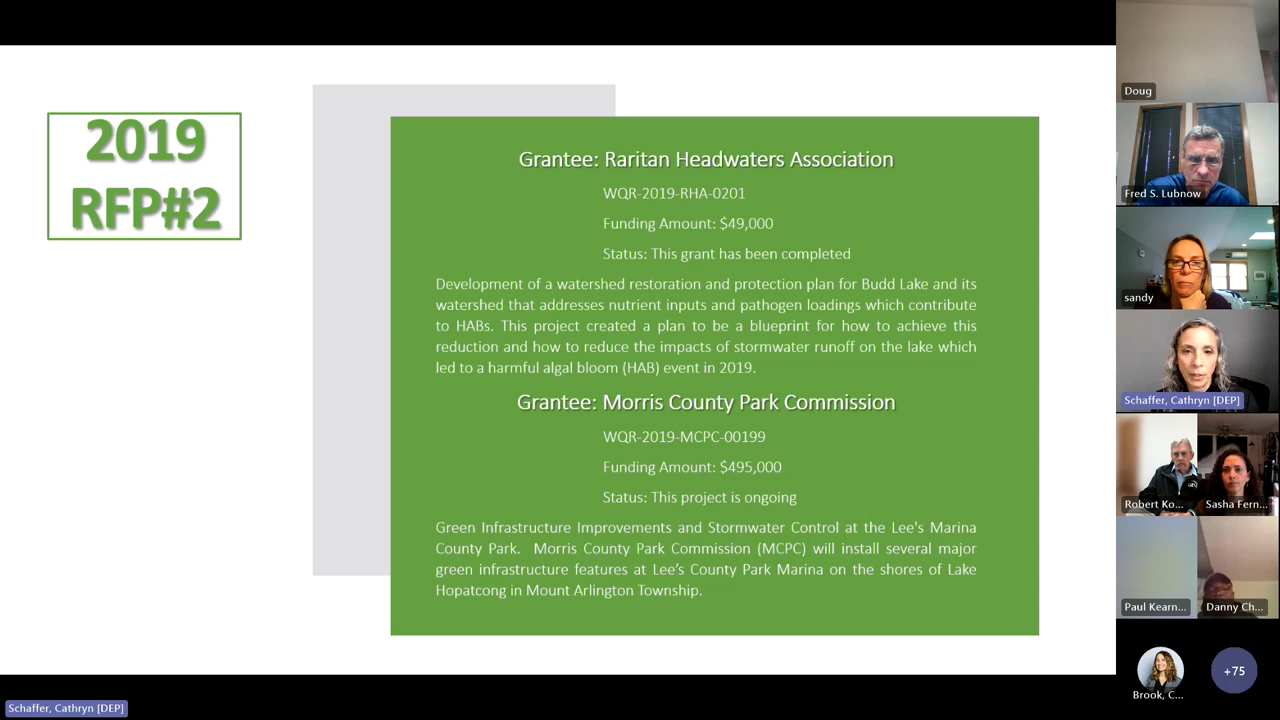 2019
RFP#2
Grantee: Raritan Headwaters Association
WQR-2019-RHA-0201
Funding Amount: $49,000
Status: This grant has been completed
Development of a watershed restoration and protection plan for Budd Lake and its
watershed that addresses nutrient inputs and pathogen loadings which contribute
to HABs. This project created a plan to be a blueprint for how to achieve this
reduction and how to reduce the impacts of stormwater runoff on the lake which
led to a harmful algal bloom (HAB) event in 2019.
Grantee: Morris County Park Commission
WQR-2019-MCPC-00199
Funding Amount: $495,000
Status: This project is ongoing
Green Infrastructure Improvements and Stormwater Control at the Lee's Marina
County Park. Morris County Park Commission (MCPC) will install several major
green infrastructure features at Lee’s County Park Marina on the shores of Lake
Hopatcong in Mount Arlington Township.
Doug
Fred S. Lubnow
sandy
Schaffer, Cathryn [DEP]
Robert Ko...
Sasha Fern...
Paul Kearn...
Danny Ch...
Brook, C...
+75
Schaffer, Cathryn [DEP]